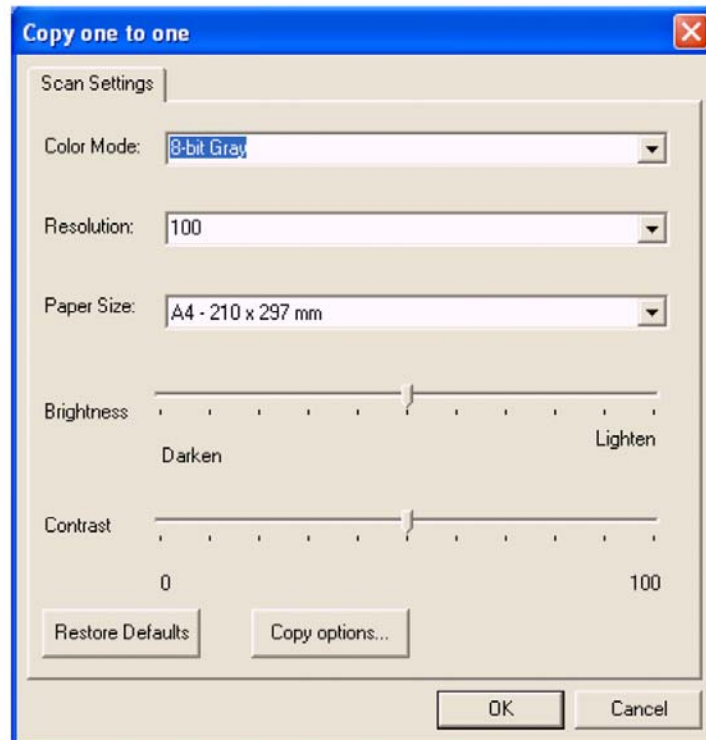 Copy one to one
Scan Settings
Color Mode: 8-bit Gray
Resolution: 100
Paper Size: A4 - 210 x 297 mm
Brightness
Darken Lighten
Contrast
0 100
Restore Defaults Copy options...
OK Cancel